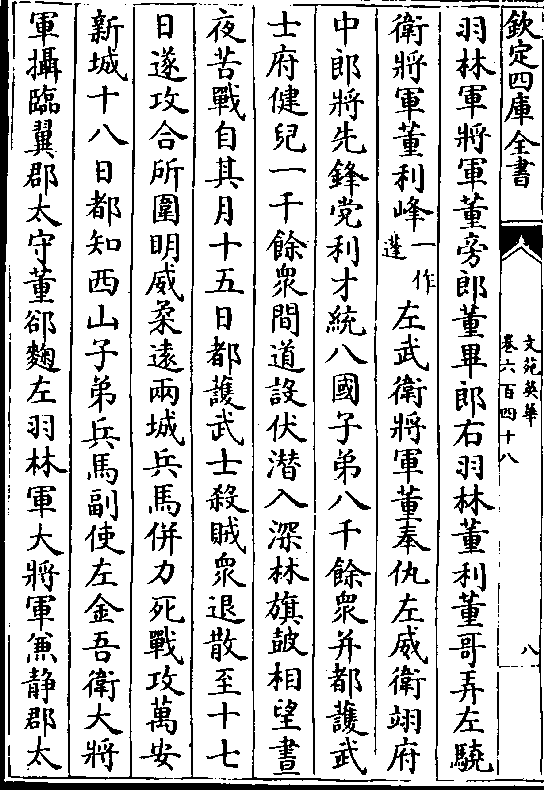 欽定四庫全書
文苑英華
卷六百四十八
八
羽林軍將軍董旁郎董畢郎右羽林董利董哥弄左驍
衛將軍董利峰一作蓬左武衛將軍董奉仇左威衛翊府
中郎將先鋒党利才統八國子弟八千餘衆并都護武
士府健兒一千餘衆間道設伏潛入深林旗鼓相望晝
夜苦戰自其月十五日都護武士殺賊衆退散至十七
日遂攻合所圍明威柔遠兩城兵馬併力死戰攻萬安
新城十八日都知西山子弟兵馬副使左金吾衛大將
軍攝臨翼郡太守董郤麴左羽林軍大將軍兼静郡太